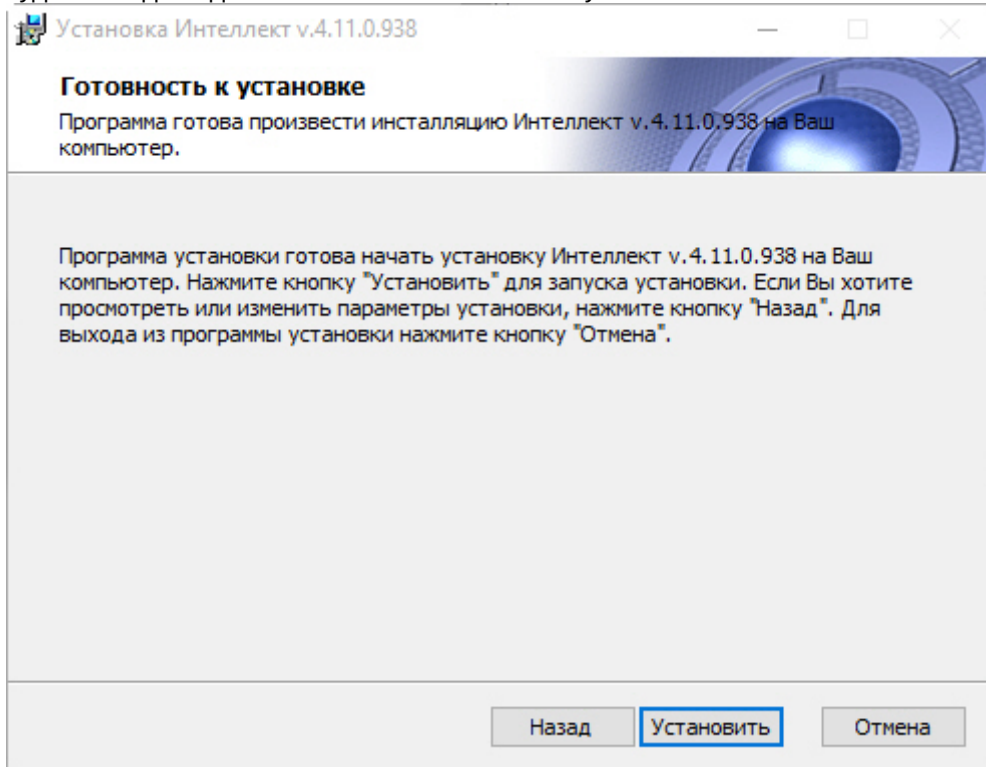 Установка Интеллект v.4.11.0.938
Готовность к установке
Программа готова произвести инсталляцию Интеллект v.4.11.0.938 на Ваш
компьютер.
Программа установки готова начать установку Интеллект v.4.11.0.938 на Ваш
компьютер. Нажмите кнопку "Установить" для запуска установки. Если Вы хотите
просмотреть или изменить параметры установки, нажмите кнопку "Назад". Для
выхода из программы установки нажмите кнопку "Отмена".
Назад Установить Отмена